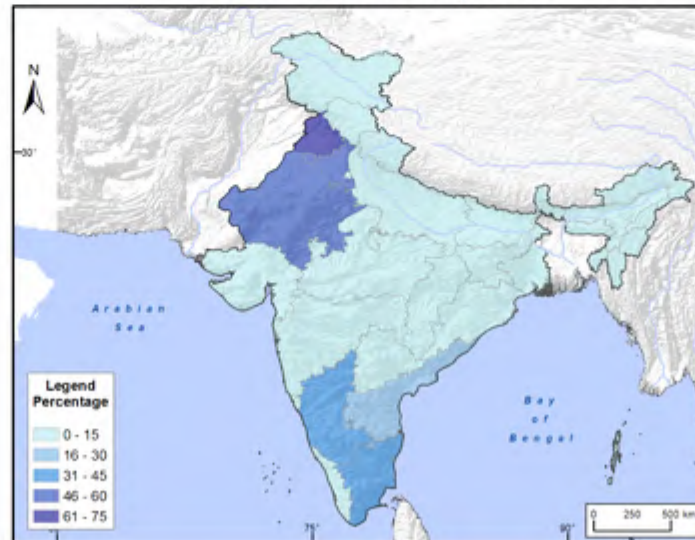 N
30°
Arabian
Sea
Bay
of
Bengal
Legend
Percentage
0 - 15
16 - 30
31 - 45
46 - 60
61 - 75
0 250 500 km
75°
90°